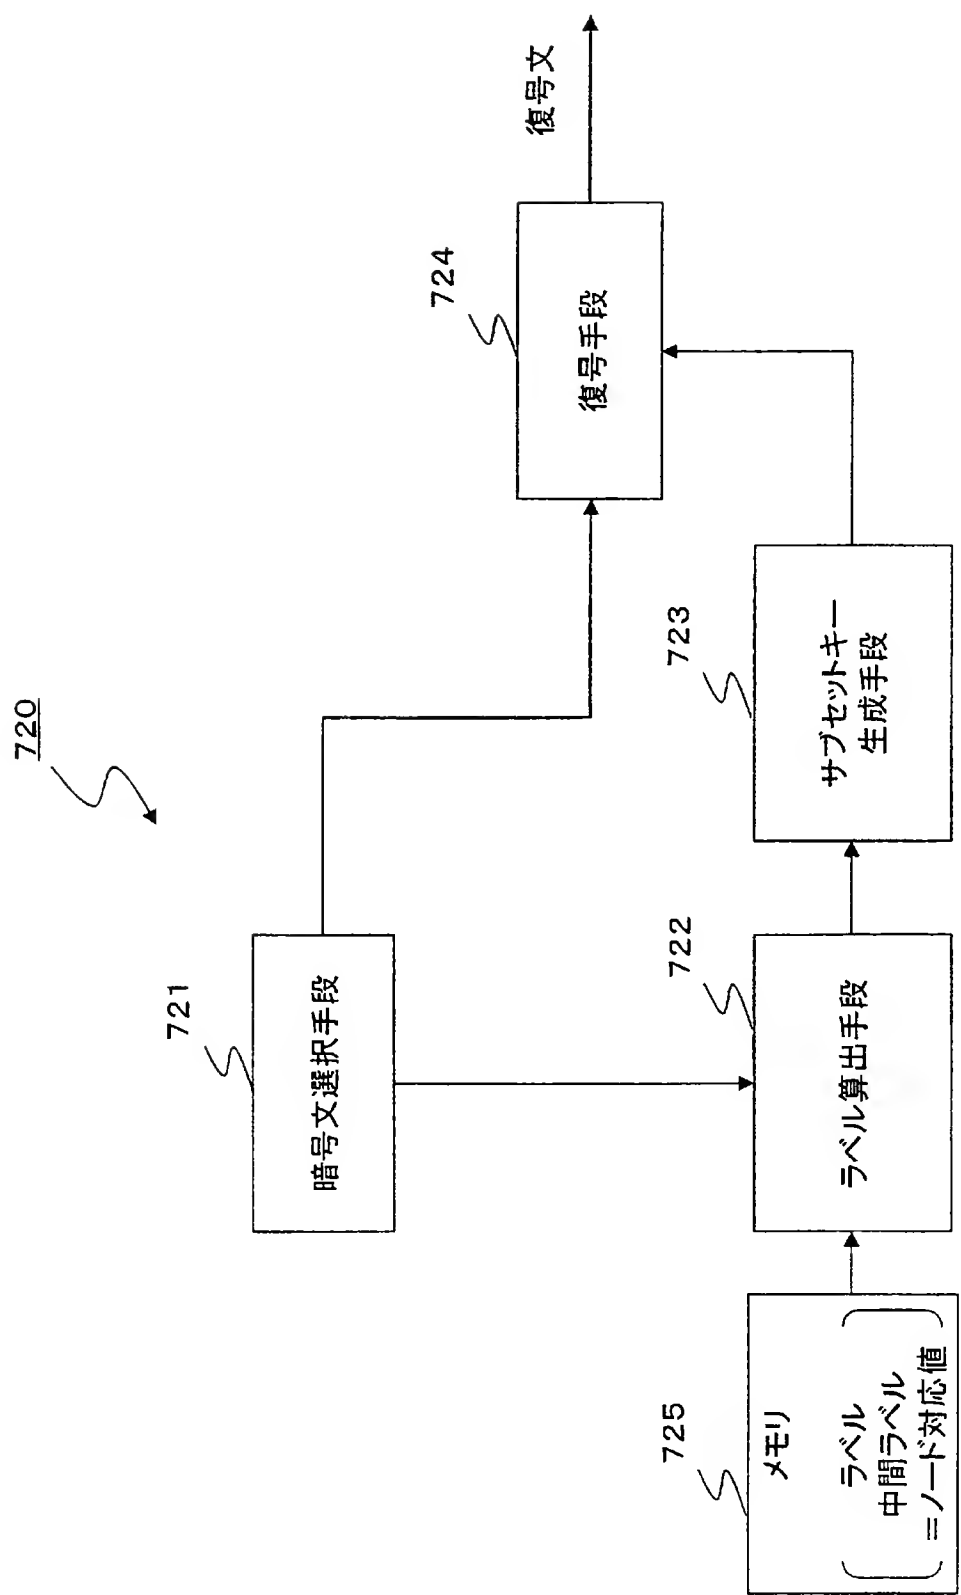 720
721
暗号文選択手段
724
復号手段
復号文
725
メモリ
ラベル
中間ラベル
=ノード対応値
722
ラベル算出手段
723
サブセットキー
生成手段